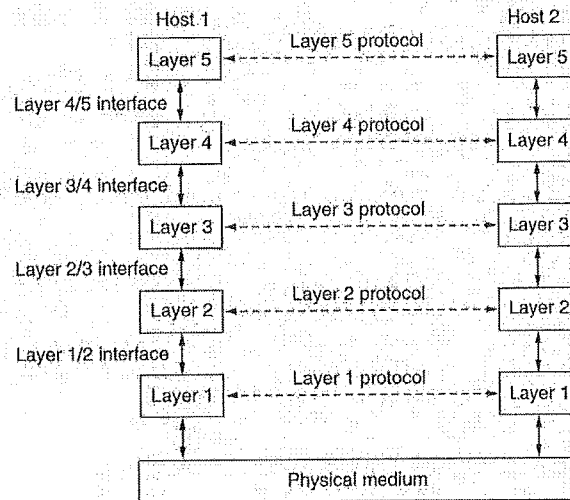 Host 1
Host 2
Layer 5
Layer 5 protocol
Layer 5
Layer 4/5 interface
Layer 4
Layer 4 protocol
Layer 4
Layer 3/4 interface
Layer 3
Layer 3 protocol
Layer 3
Layer 2/3 interface
Layer 2
Layer 2 protocol
Layer 2
Layer 1/2 interface
Layer 1
Layer 1 protocol
Layer 1
Physical medium